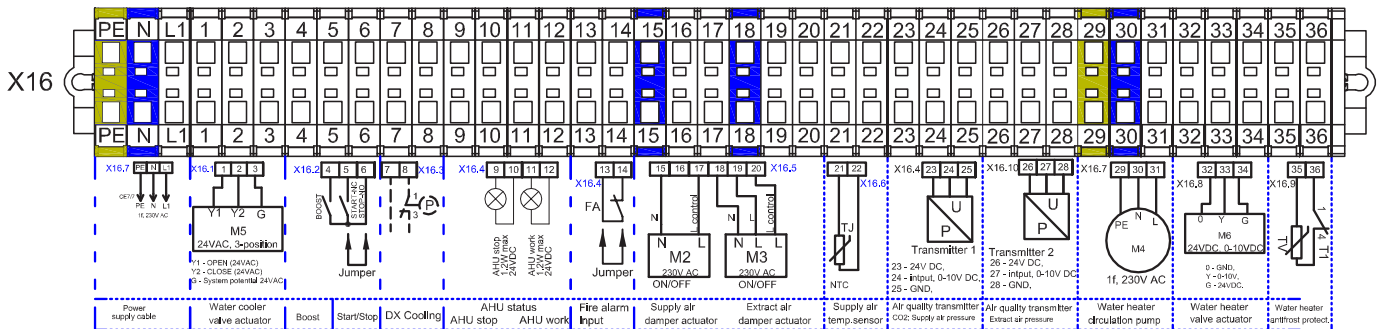 PE N L1 1 2 3 4 5 6 7 8 9 10 11 12 13 14 15 16 17 18 19 20 21 22 23 24 25 26 27 28 29 30 31 32 33 34 35 36
X16
PE N L1 1 2 3 4 5 6 7 8 9 10 11 12 13 14 15 16 17 18 19 20 21 22 23 24 25 26 27 28 29 30 31 32 33 34 35 36
X16.7 PE N L1
PE N L1
1f, 230V AC
Power
supply cable
X16.1 1 2 3
Y1 Y2 G
M5
24VAC, 3-position
Y1 - OPEN (24VAC)
Y2 - CLOSE (24VAC)
G - System potential 24VAC
Water cooler
valve actuator
X16.2 4 5 6
BOOST
START-NC
STOP-NO
Jumper
Boost
Start/Stop
7 8 X16.3
1
3
P
DX Cooling
X16.4 9 10 11 12
AHU stop
1,2W max
24VDC
AHU work
1,2W max
24VDC
AHU status
AHU stop AHU work
13 14
X16.4
FA
Jumper
Fire alarm
Input
15 16 17 18 19 20 X16.5
N L control L
M2
230V AC
ON/OFF
Supply air
damper actuator
N L control L
M3
230V AC
ON/OFF
Extract air
damper actuator
21 22
X16.6
TJ
NTC
Supply air
temp.sensor
X16.4 23 24 25
U
P
Transmitter 1
23 - 24V DC,
24 - intput, 0-10V DC,
25 - GND,
Air quality transmitter
CO2; Supply air pressure
X16.10 26 27 28
U
P
Transmitter 2
26 - 24V DC,
27 - intput, 0-10V DC,
28 - GND,
Air quality transmitter
Extract air pressure
X16.7 29 30 31
PE N L
M4
1f, 230V AC
Water heater
circulation pump
32 33 34
X16.8
0 Y G
M6
24VDC, 0-10VDC
0 - GND,
Y - 0-10V,
G - 24VDC.
Water heater
valve actuator
35 36
X16.9
TV
1
4
T1
Water heater
antifrost protect.